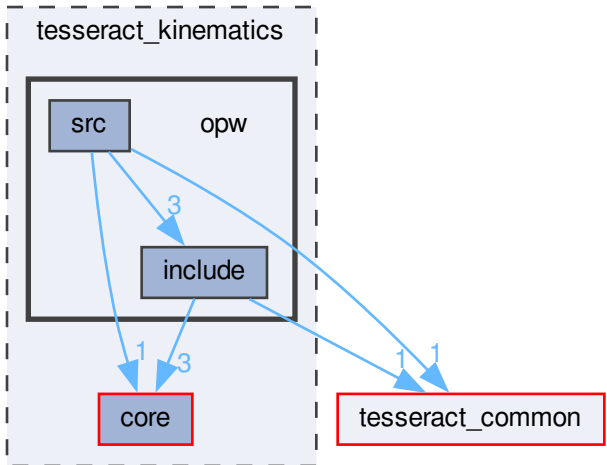 tesseract_kinematics
src
opw
3
include
1
3
1
1
core
tesseract_common